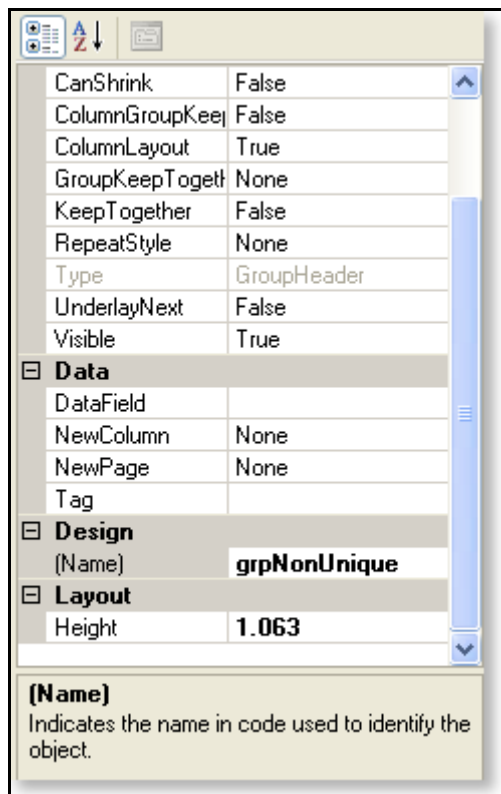 CanShrink False
ColumnGroupKeep False
ColumnLayout True
GroupKeepTogeth None
KeepTogether False
RepeatStyle None
Type GroupHeader
UnderlayNext False
Visible True
Data
DataField
NewColumn None
NewPage None
Tag
Design
(Name) grpNonUnique
Layout
Height 1.063
(Name)
Indicates the name in code used to identify the
object.